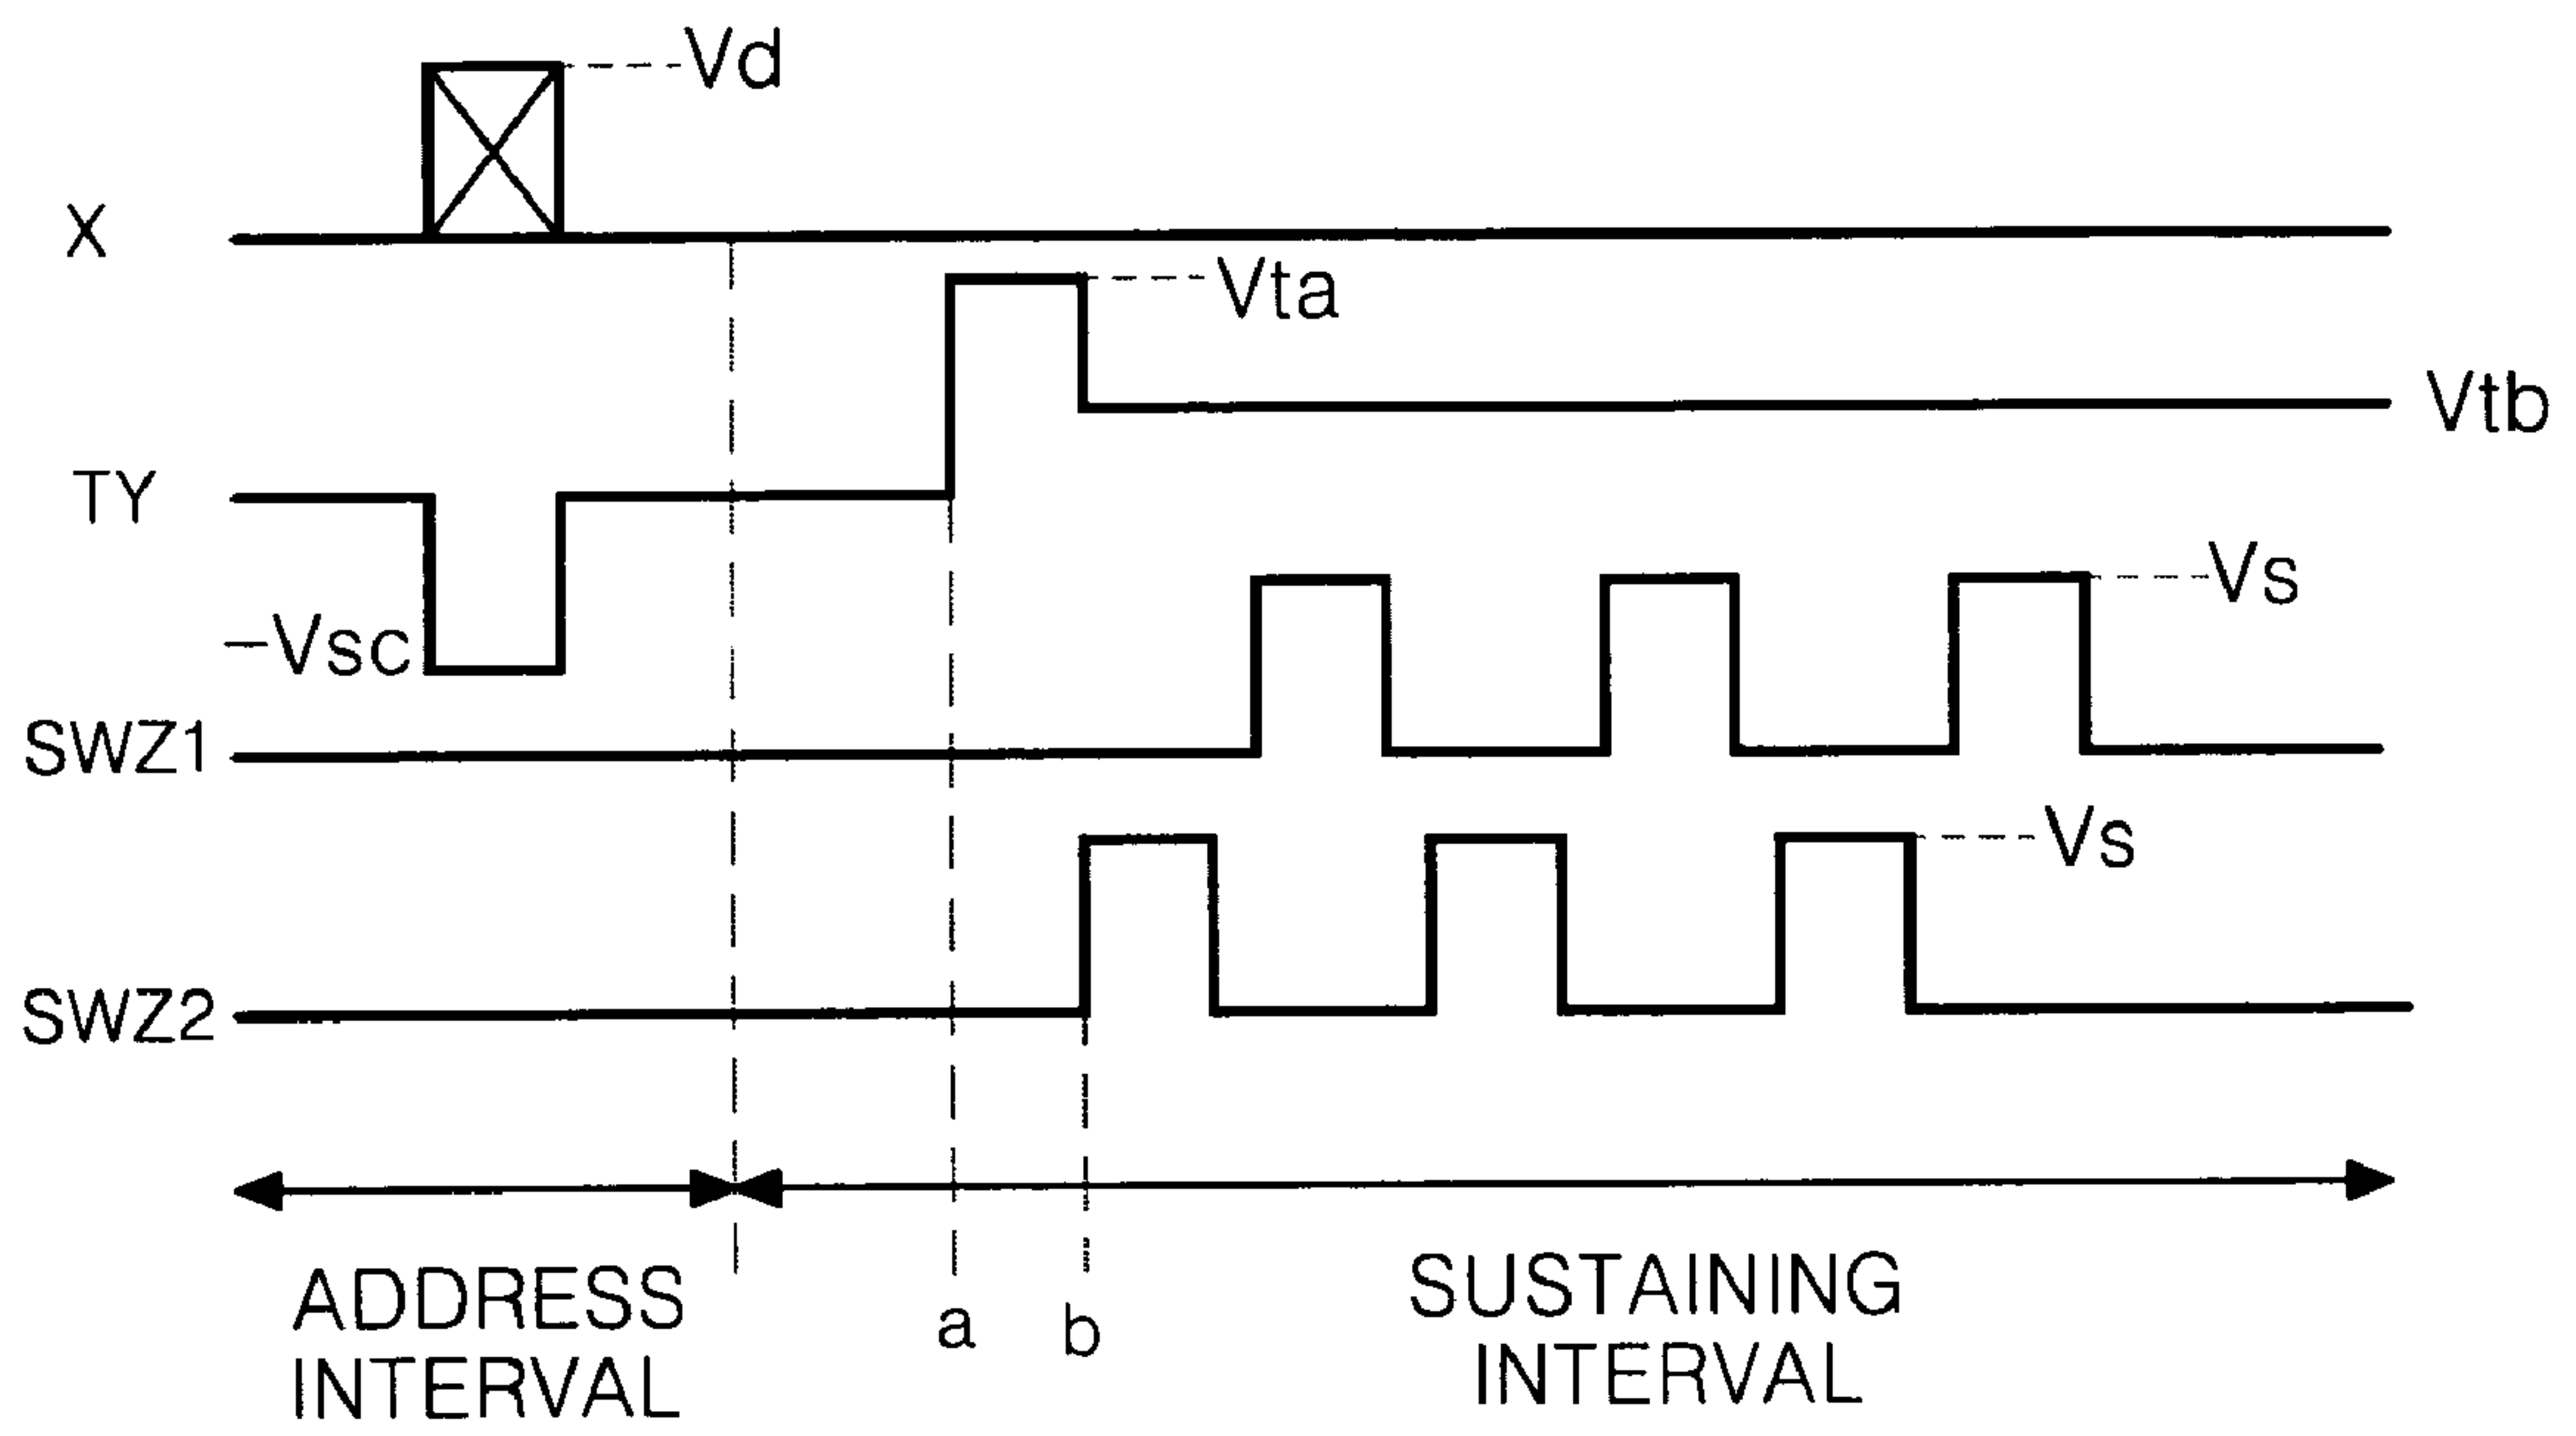 Vd
X
Vta
Vtb
TY
Vs
-Vsc
SWZ1
Vs
SWZ2
a
b
ADDRESS
INTERVAL
SUSTAINING
INTERVAL